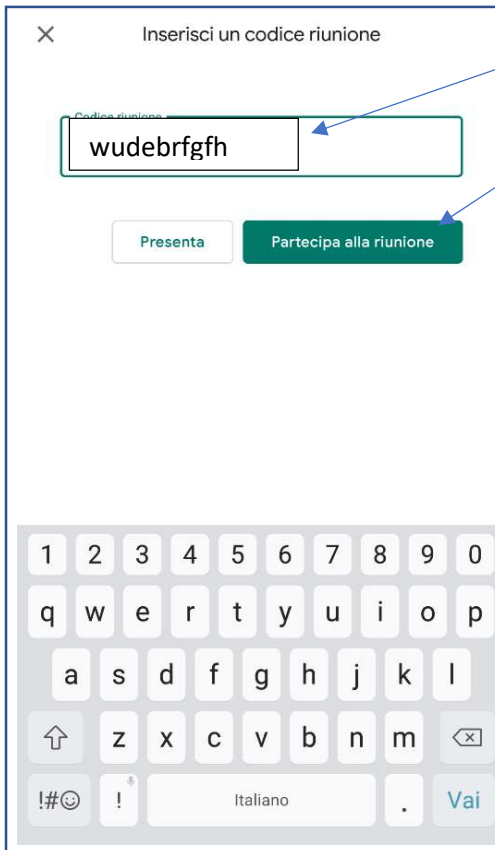 Inserisci un codice riunione
Codice riunione
wudebrfgfh
Presenta Partecipa alla riunione
1 2 3 4 5 6 7 8 9 0
q w e r t y u i o p
a s d f g h j k l
z x c v b n m
!#☺ ! Italiano . Vai